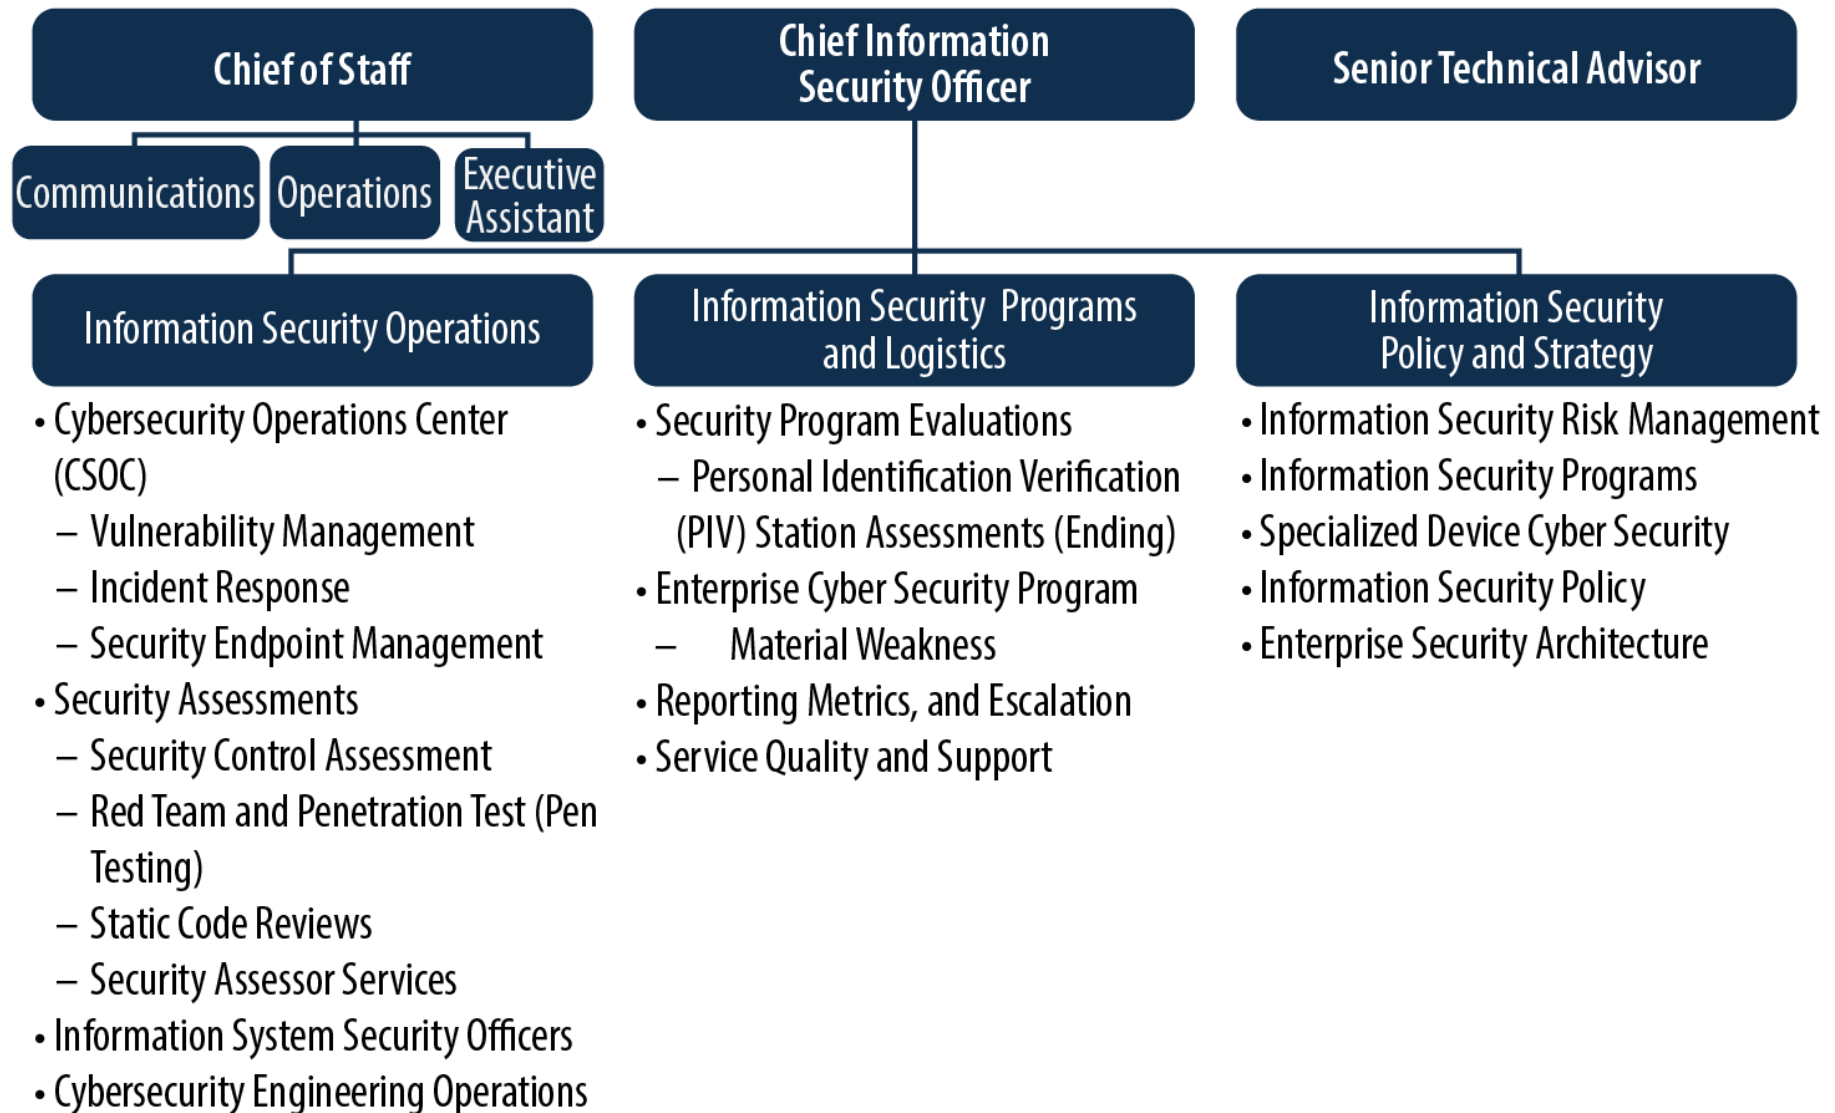 Chief of Staff
Chief Information
Security Officer
Senior Technical Advisor
Communications
Operations
Executive
Assistant
Information Security Operations
• Cybersecurity Operations Center
(CSOC)
– Vulnerability Management
– Incident Response
– Security Endpoint Management
• Security Assessments
– Security Control Assessment
– Red Team and Penetration Test (Pen
Testing)
– Static Code Reviews
– Security Assessor Services
• Information System Security Officers
• Cybersecurity Engineering Operations
Information Security Programs
and Logistics
• Security Program Evaluations
– Personal Identification Verification
(PIV) Station Assessments (Ending)
• Enterprise Cyber Security Program
– Material Weakness
• Reporting Metrics, and Escalation
• Service Quality and Support
Information Security
Policy and Strategy
• Information Security Risk Management
• Information Security Programs
• Specialized Device Cyber Security
• Information Security Policy
• Enterprise Security Architecture